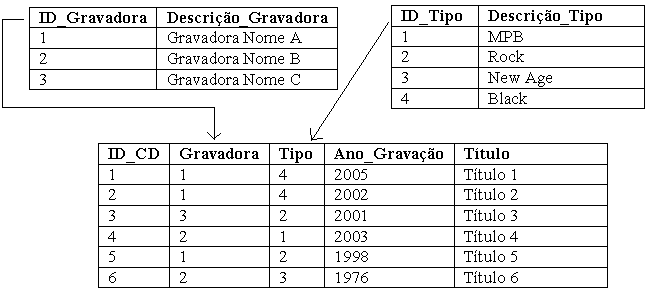 ID_Gravadora Descrição_Gravadora
1 Gravadora Nome A
2 Gravadora Nome B
3 Gravadora Nome C
ID_Tipo Descrição_Tipo
1 MPB
2 Rock
3 New Age
4 Black
ID_CD Gravadora Tipo Ano_Gravação Título
1 1 4 2005 Título 1
2 1 4 2002 Título 2
3 3 2 2001 Título 3
4 2 1 2003 Título 4
5 1 2 1998 Título 5
6 2 3 1976 Título 6